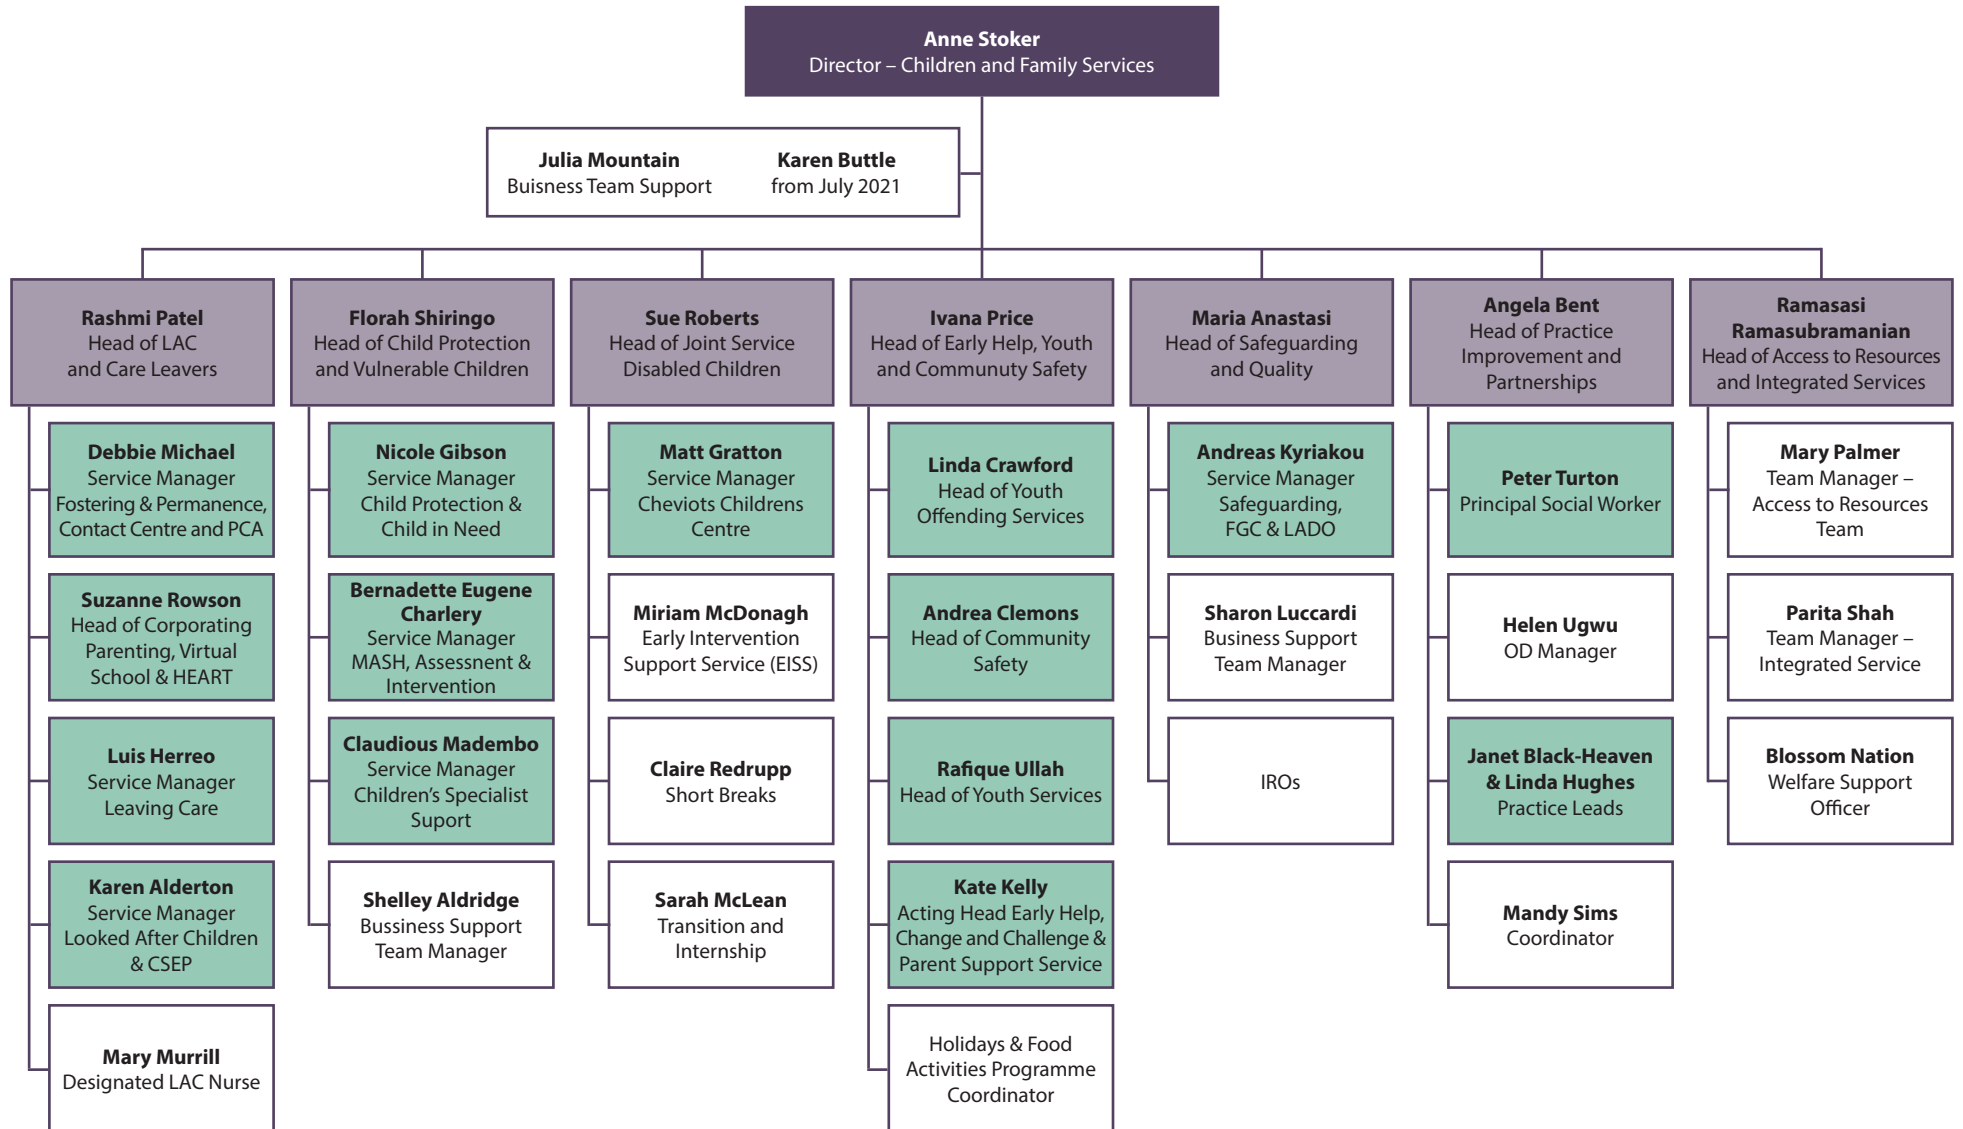 Anne Stoker
Director – Children and Family Services
Julia Mountain
Buisness Team Support
Karen Buttle
from July 2021
Rashmi Patel
Head of LAC
and Care Leavers
Florah Shiringo
Head of Child Protection
and Vulnerable Children
Sue Roberts
Head of Joint Service
Disabled Children
Ivana Price
Head of Early Help, Youth
and Communuty Safety
Maria Anastasi
Head of Safeguarding
and Quality
Angela Bent
Head of Practice
Improvement and
Partnerships
Ramasasi
Ramasubramanian
Head of Access to Resources
and Integrated Services
Debbie Michael
Service Manager
Fostering & Permanence,
Contact Centre and PCA
Suzanne Rowson
Head of Corporating
Parenting, Virtual
School & HEART
Luis Herreo
Service Manager
Leaving Care
Karen Alderton
Service Manager
Looked After Children
& CSEP
Mary Murrill
Designated LAC Nurse
Nicole Gibson
Service Manager
Child Protection &
Child in Need
Bernadette Eugene
Charlery
Service Manager
MASH, Assessnent &
Intervention
Claudious Madembo
Service Manager
Children’s Specialist
Suport
Shelley Aldridge
Bussiness Support
Team Manager
Matt Gratton
Service Manager
Cheviots Childrens
Centre
Miriam McDonagh
Early Intervention
Support Service (EISS)
Claire Redrupp
Short Breaks
Sarah McLean
Transition and
Internship
Linda Crawford
Head of Youth
Offending Services
Andrea Clemons
Head of Community
Safety
Rafique Ullah
Head of Youth Services
Kate Kelly
Acting Head Early Help,
Change and Challenge &
Parent Support Service
Holidays & Food
Activities Programme
Coordinator
Andreas Kyriakou
Service Manager
Safeguarding,
FGC & LADO
Sharon Luccardi
Business Support
Team Manager
IROs
Peter Turton
Principal Social Worker
Helen Ugwu
OD Manager
Janet Black-Heaven
& Linda Hughes
Practice Leads
Mandy Sims
Coordinator
Mary Palmer
Team Manager –
Access to Resources
Team
Parita Shah
Team Manager –
Integrated Service
Blossom Nation
Welfare Support
Officer